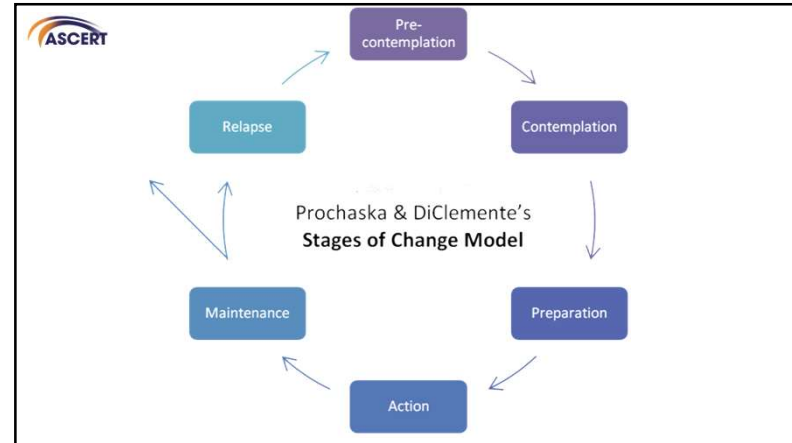 ASCERT
Pre-
contemplation
Contemplation
Preparation
Action
Maintenance
Relapse
Prochaska & DiClemente's
Stages of Change Model